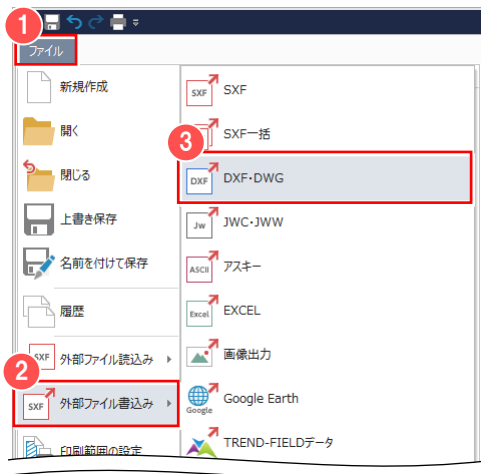 1
ファイル
新規作成
開く
閉じる
上書き保存
名前を付けて保存
履歴
SXF 外部ファイル読込み
2
SXF 外部ファイル書込み
印刷範囲の設定
SXF SXF
SXF一括
3
DXF DXF・DWG
Jw JWC・JWW
ASCII アスキー
Excel EXCEL
画像出力
Google Google Earth
TREND-FIELDデータ